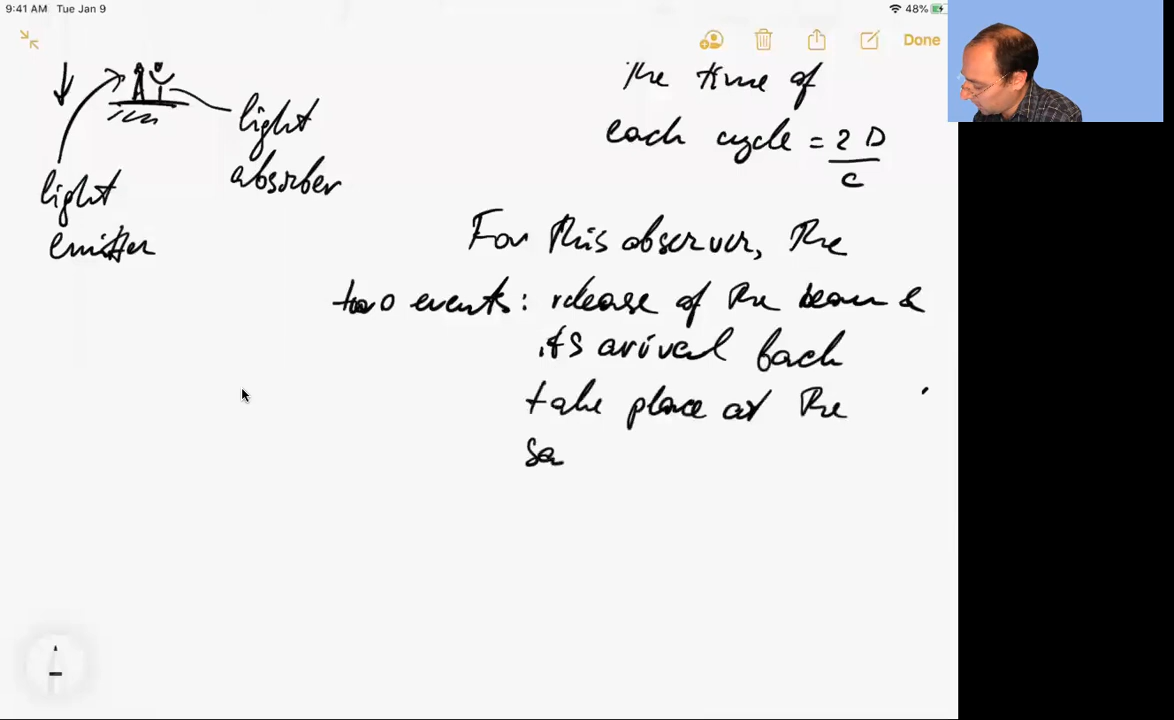 9:41 AM Tue Jan 9
48%
Done
The time of
each cycle = 2D
c
light
absorber
light
emitter
For this observer, The
two events: release of The beam &
its arival back
take place at The
Sa